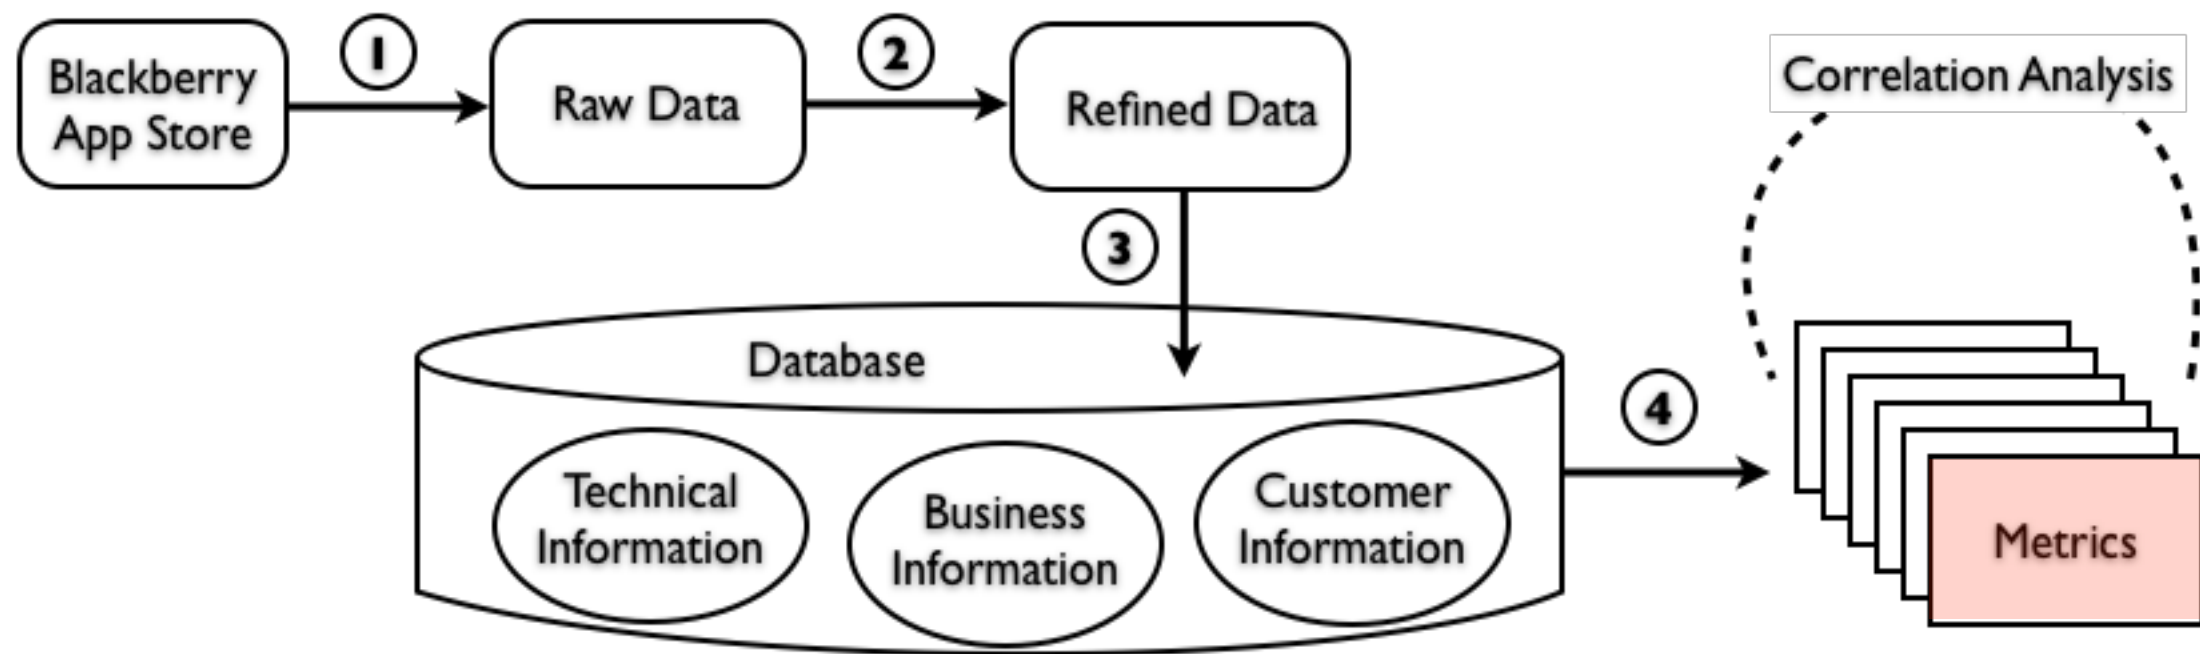 Blackberry
App Store
1
Raw Data
2
Refined Data
Correlation Analysis
3
Database
Technical
Information
Business
Information
Customer
Information
4
Metrics